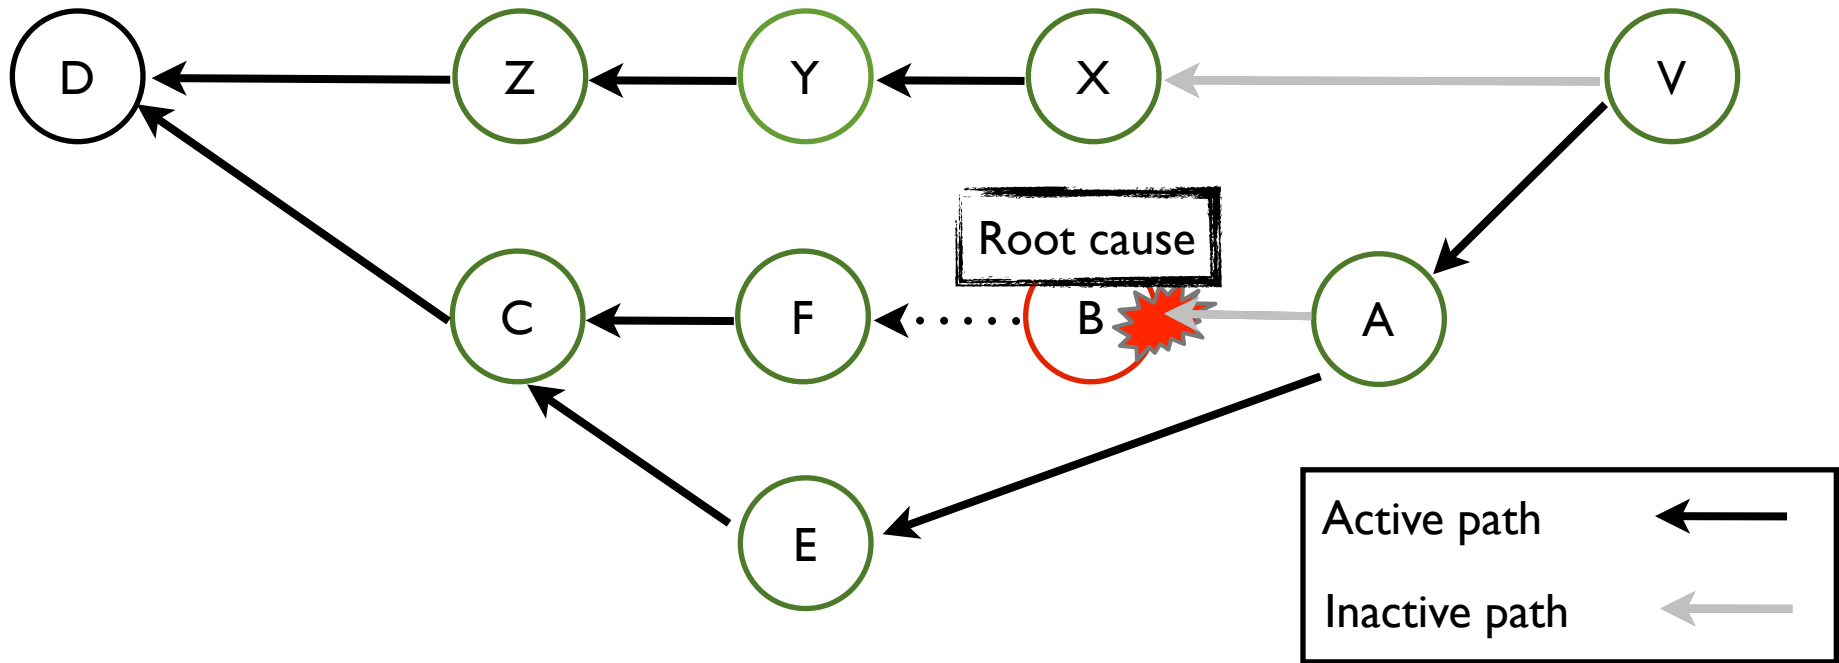 D
Z
Y
X
V
Root cause
C
F
B
A
E
Active path
Inactive path